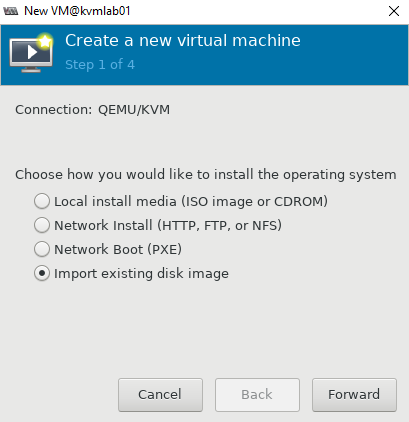 New VM@kvmlab01
Create a new virtual machine
Step 1 of 4
Connection: QEMU/KVM
Choose how you would like to install the operating system
Local install media (ISO image or CDROM)
Network Install (HTTP, FTP, or NFS)
Network Boot (PXE)
Import existing disk image
Cancel
Back
Forward